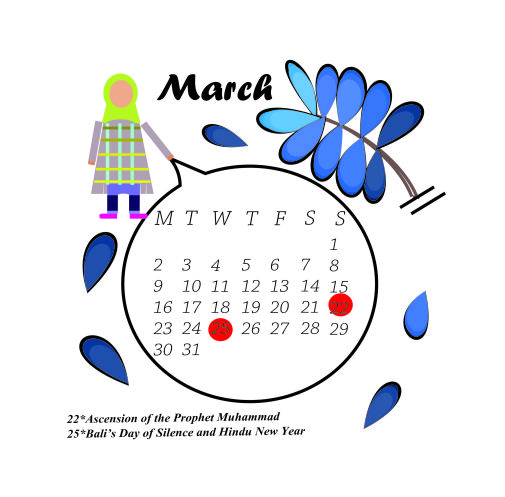 March
M T W T F S S
1
2 3 4 5 6 7 8
9 10 11 12 13 14 15
16 17 18 19 20 21 22
23 24 25 26 27 28 29
30 31
22*Ascension of the Prophet Muhammad
25*Bali's Day of Silence and Hindu New Year